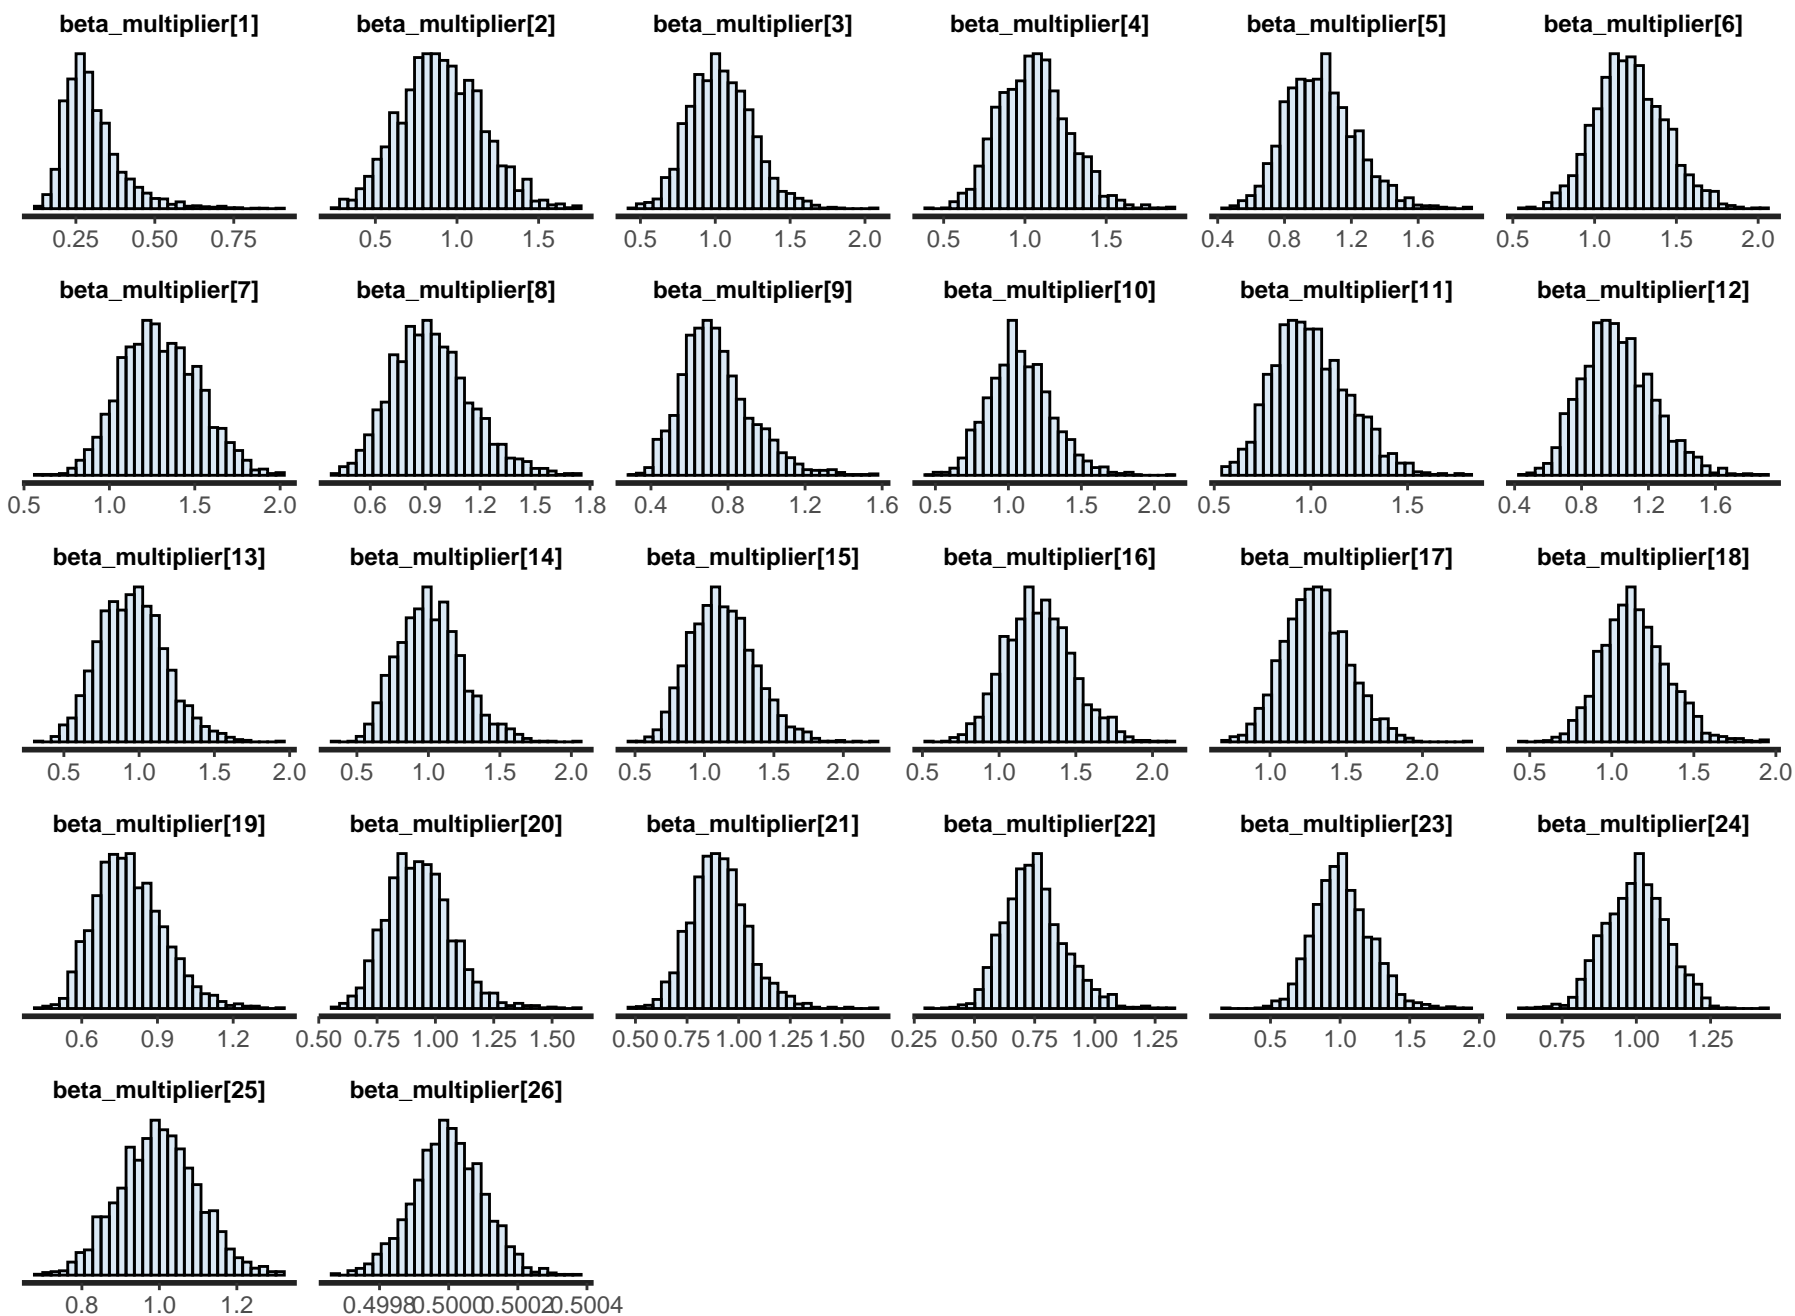 beta_multiplier[1] beta_multiplier[2] beta_multiplier[3] beta_multiplier[4] beta_multiplier[5] beta_multiplier[6]
0.25 0.50 0.75 0.5 1.0 1.5 0.5 1.0 1.5 2.0 0.5 1.0 1.5 0.4 0.8 1.2 1.6 0.5 1.0 1.5 2.0
beta_multiplier[7] beta_multiplier[8] beta_multiplier[9] beta_multiplier[10] beta_multiplier[11] beta_multiplier[12]
0.5 1.0 1.5 2.0 0.6 0.9 1.2 1.5 1.8 0.4 0.8 1.2 1.6 0.5 1.0 1.5 2.0 0.5 1.0 1.5 0.4 0.8 1.2 1.6
beta_multiplier[13] beta_multiplier[14] beta_multiplier[15] beta_multiplier[16] beta_multiplier[17] beta_multiplier[18]
0.5 1.0 1.5 2.0 0.5 1.0 1.5 2.0 0.5 1.0 1.5 2.0 0.5 1.0 1.5 2.0 1.0 1.5 2.0 0.5 1.0 1.5 2.0
beta_multiplier[19] beta_multiplier[20] beta_multiplier[21] beta_multiplier[22] beta_multiplier[23] beta_multiplier[24]
0.6 0.9 1.2 0.50 0.75 1.00 1.25 1.50 0.50 0.75 1.00 1.25 1.50 0.25 0.50 0.75 1.00 1.25 0.5 1.0 1.5 2.0 0.75 1.00 1.25
beta_multiplier[25] beta_multiplier[26]
0.8 1.0 1.2 0.4998 0.5000 0.5002 0.5004